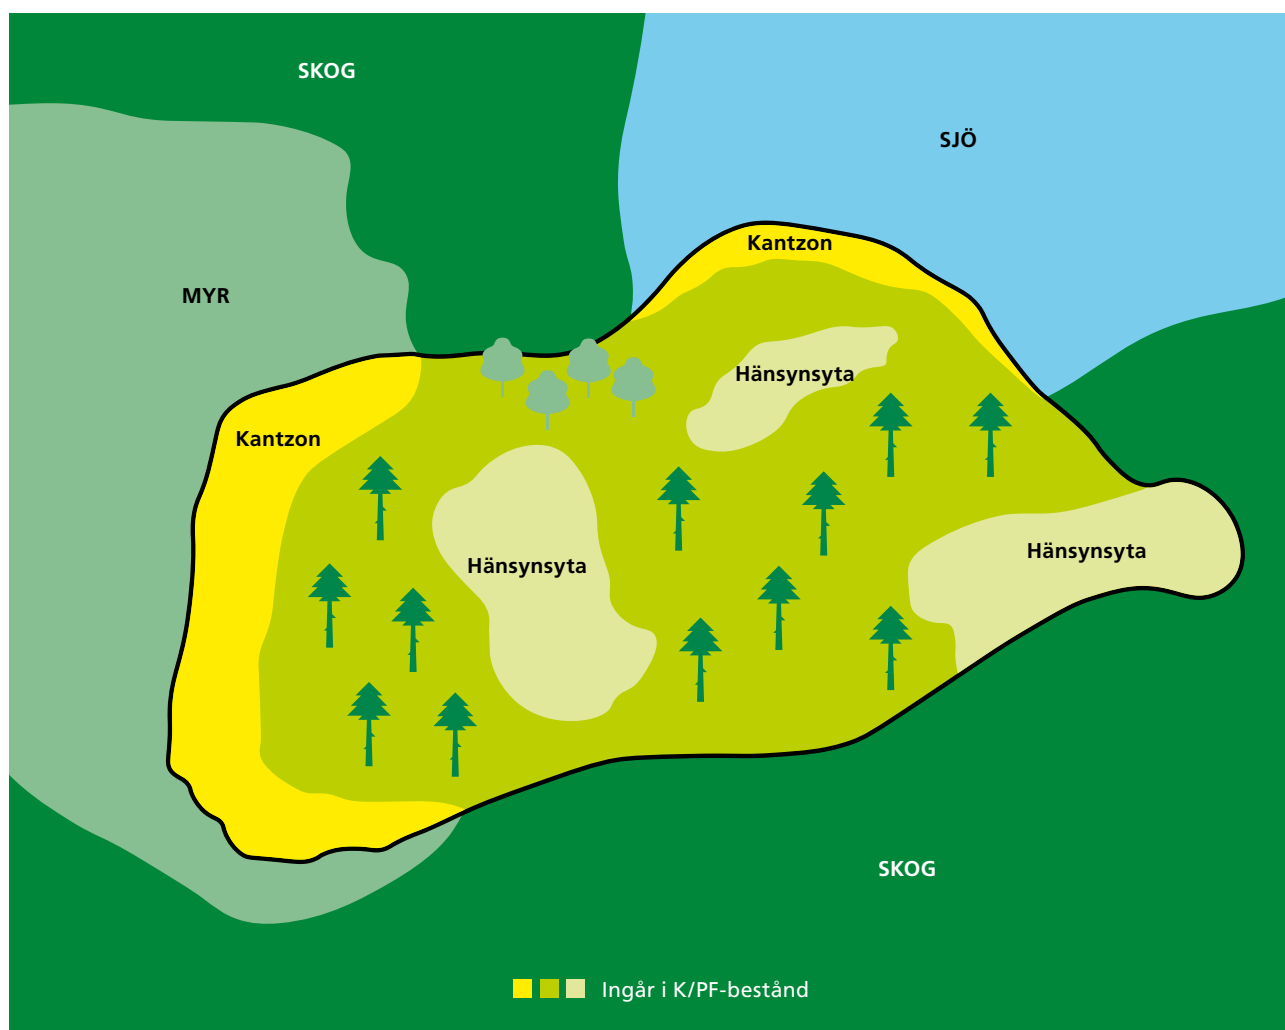 SKOG
SJÖ
Kantzon
MYR
Hänsynsyta
Kantzon
Hänsynsyta
Hänsynsyta
SKOG
Ingår i K/PF-bestånd